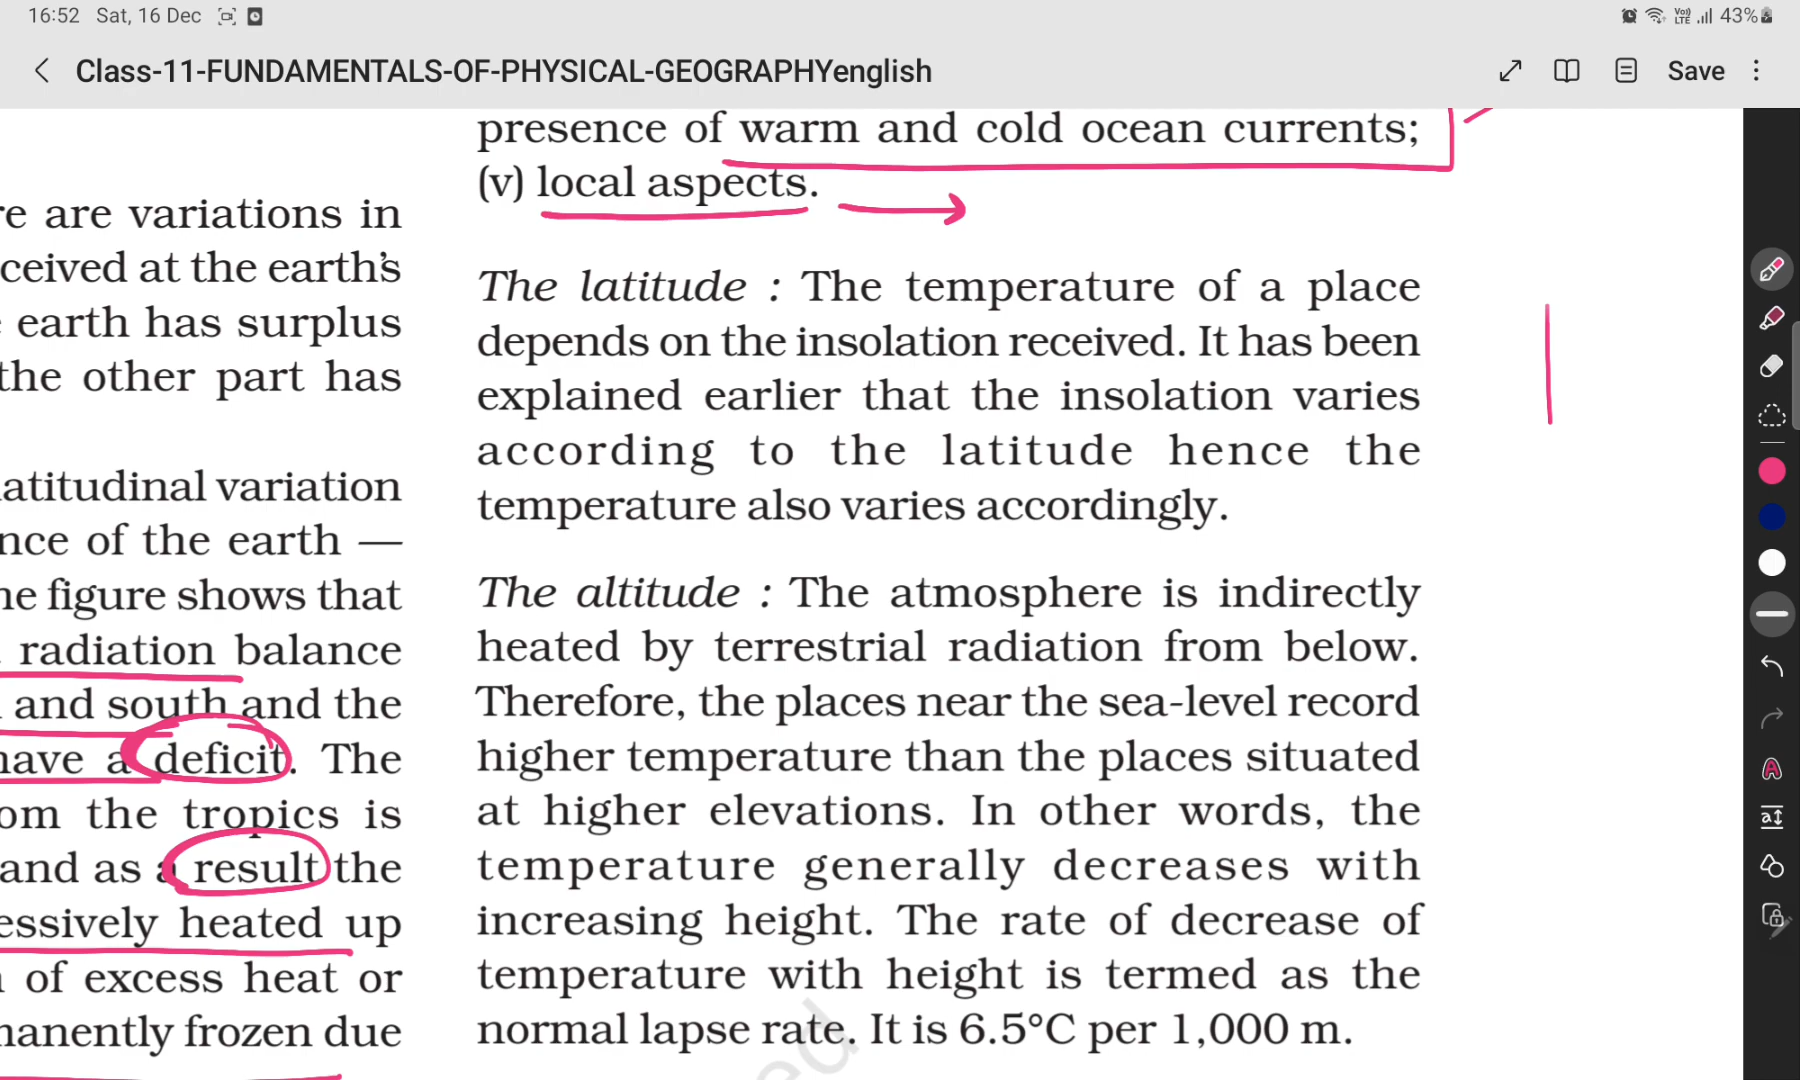 16:52 Sat, 16 Dec
Vo)) LTE 43%
Class-11-FUNDAMENTALS-OF-PHYSICAL-GEOGRAPHYenglish
Save
are variations in
at the earth's
earth has surplus
the other part has
variation
of the earth —
figure shows that
radiation balance
and south and the
have a deficit. The
the tropics is
and as a result the
heated up
of excess heat or
frozen due
presence of warm and cold ocean currents;
(v) local aspects.
The latitude : The temperature of a place
depends on the insolation received. It has been
explained earlier that the insolation varies
according to the latitude hence the
temperature also varies accordingly.
The altitude : The atmosphere is indirectly
heated by terrestrial radiation from below.
Therefore, the places near the sea-level record
higher temperature than the places situated
at higher elevations. In other words, the
temperature generally decreases with
increasing height. The rate of decrease of
temperature with height is termed as the
normal lapse rate. It is 6.5°C per 1,000 m.